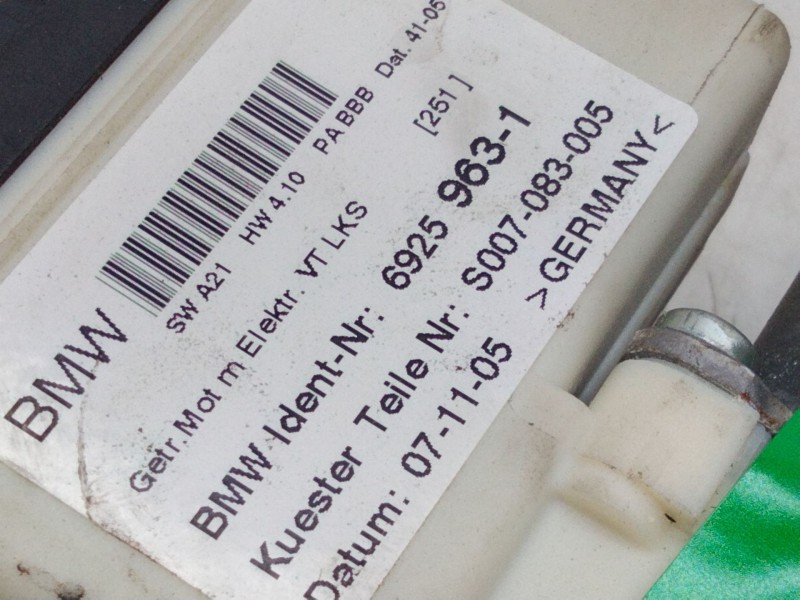 BMW
SW A21 HW 4.10 PA BBB Dat. 41-05
Getr. Mot m Elektr. VT LKS [251]
BMW Ident-Nr: 6925 963-1
Kuester Teile Nr: S007-083-005
Datum: 07-11-05 >GERMANY<